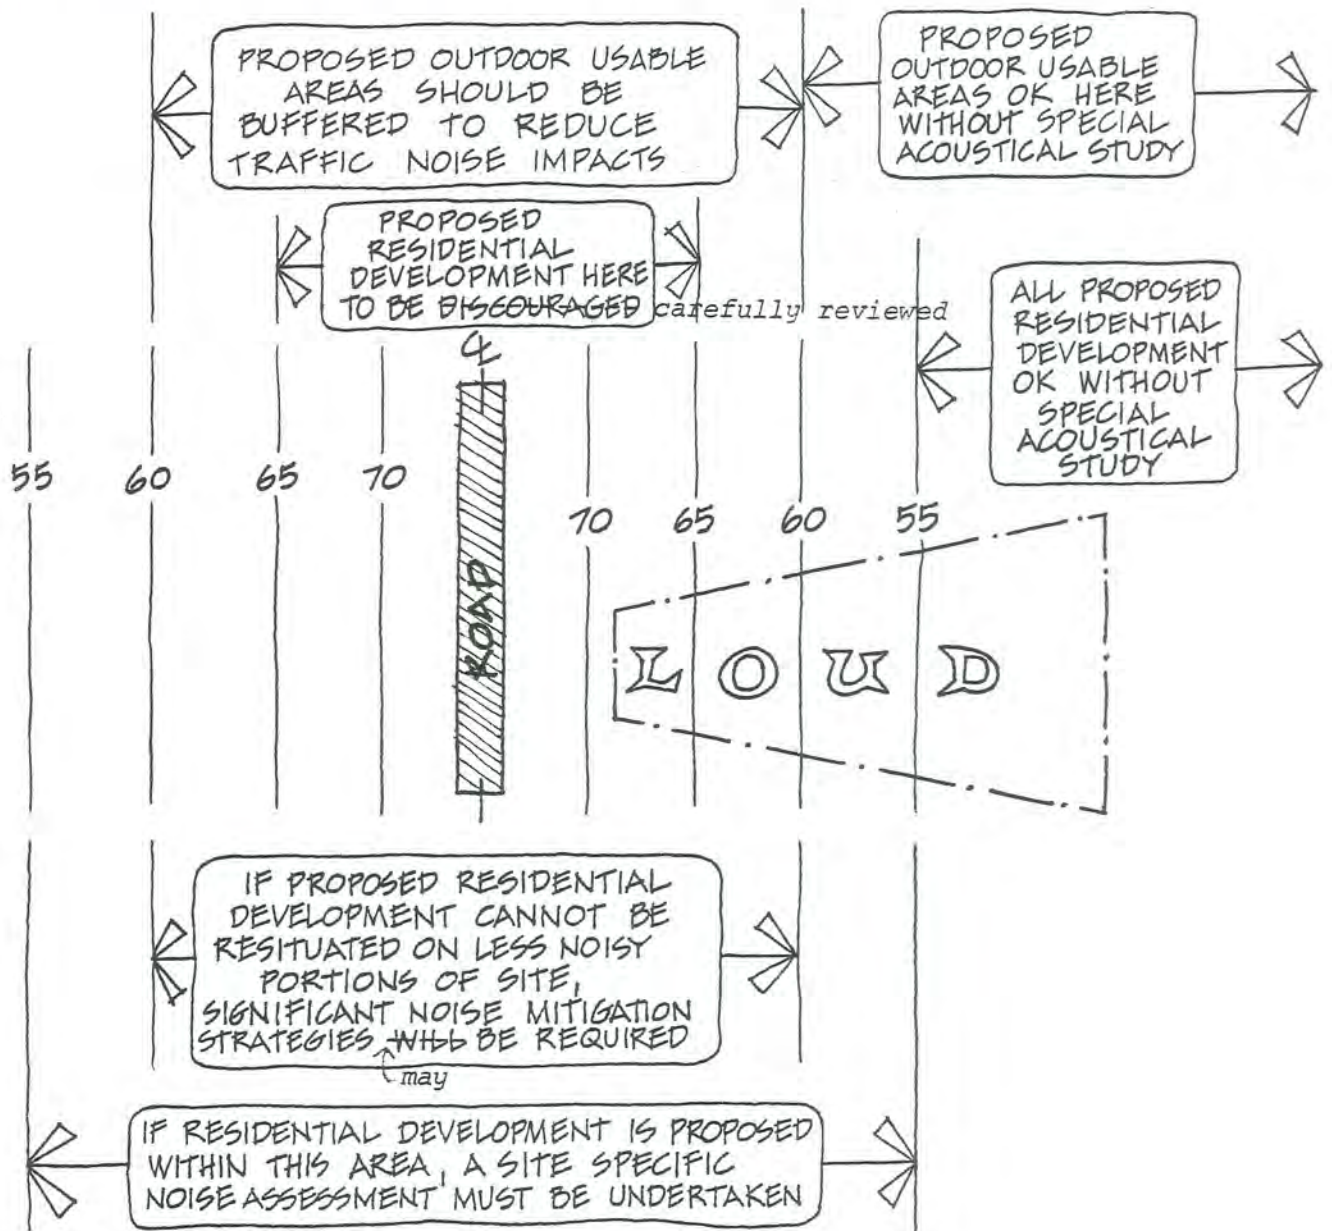 PROPOSED OUTDOOR USABLE
AREAS SHOULD BE
BUFFERED TO REDUCE
TRAFFIC NOISE IMPACTS
PROPOSED
OUTDOOR USABLE
AREAS OK HERE
WITHOUT SPECIAL
ACOUSTICAL STUDY
PROPOSED
RESIDENTIAL
DEVELOPMENT HERE
TO BE DISCOURAGED carefully reviewed
ALL PROPOSED
RESIDENTIAL
DEVELOPMENT
OK WITHOUT
SPECIAL
ACOUSTICAL
STUDY
CL
55 60 65 70
70 65 60 55
ROAD
LOUD
IF PROPOSED RESIDENTIAL
DEVELOPMENT CANNOT BE
RESITUATED ON LESS NOISY
PORTIONS OF SITE,
SIGNIFICANT NOISE MITIGATION
STRATEGIES WILL BE REQUIRED
may
IF RESIDENTIAL DEVELOPMENT IS PROPOSED
WITHIN THIS AREA, A SITE SPECIFIC
NOISE ASSESSMENT MUST BE UNDERTAKEN